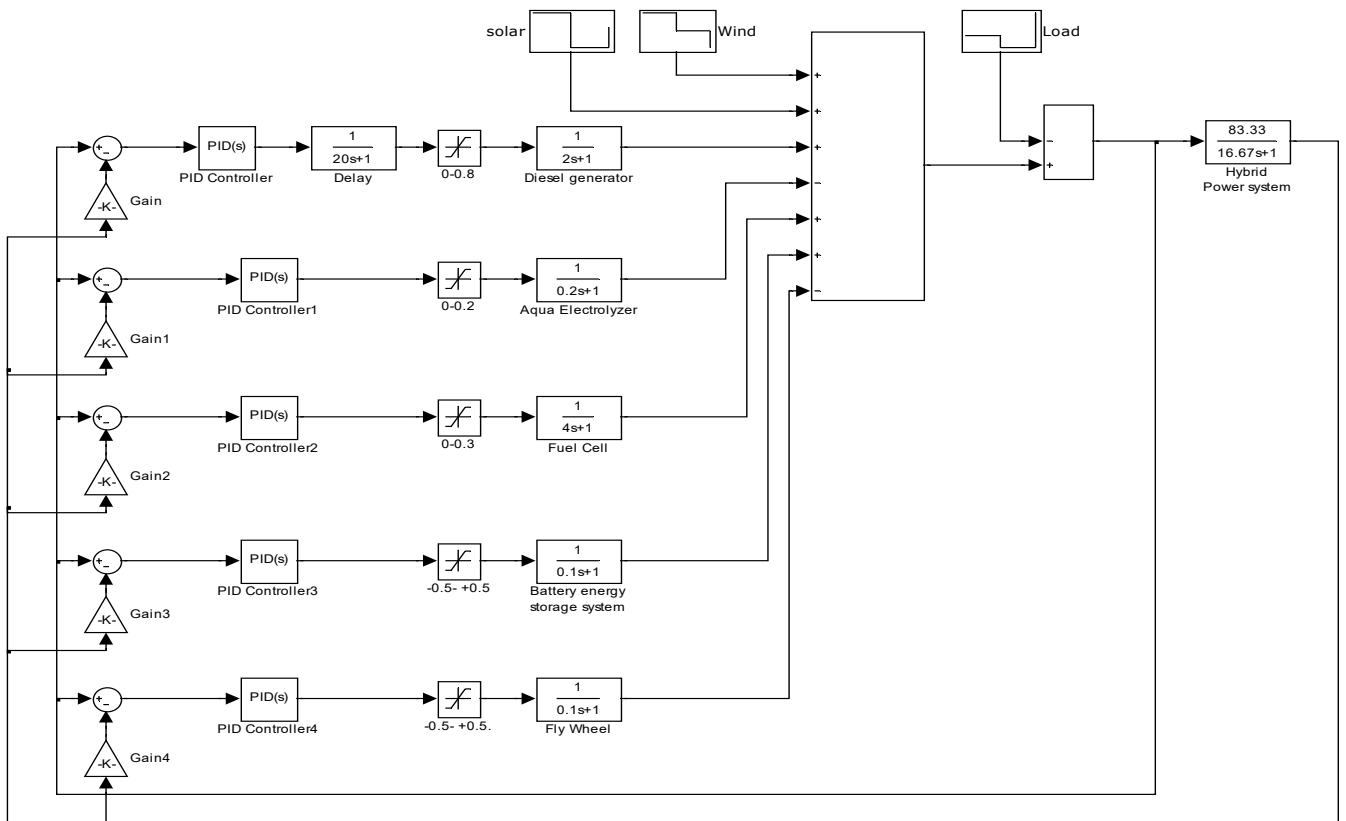 solar
Wind
Load
+
+
+
−
+
+
−
−
+
83.33
16.67s+1
Hybrid
Power system
+
−
PID(s)
PID Controller
1
20s+1
Delay
0-0.8
1
2s+1
Diesel generator
-K-
Gain
+
−
PID(s)
PID Controller1
0-0.2
1
0.2s+1
Aqua Electrolyzer
-K-
Gain1
+
−
PID(s)
PID Controller2
0-0.3
1
4s+1
Fuel Cell
-K-
Gain2
+
−
PID(s)
PID Controller3
-0.5- +0.5
1
0.1s+1
Battery energy
storage system
-K-
Gain3
+
−
PID(s)
PID Controller4
-0.5- +0.5.
1
0.1s+1
Fly Wheel
-K-
Gain4